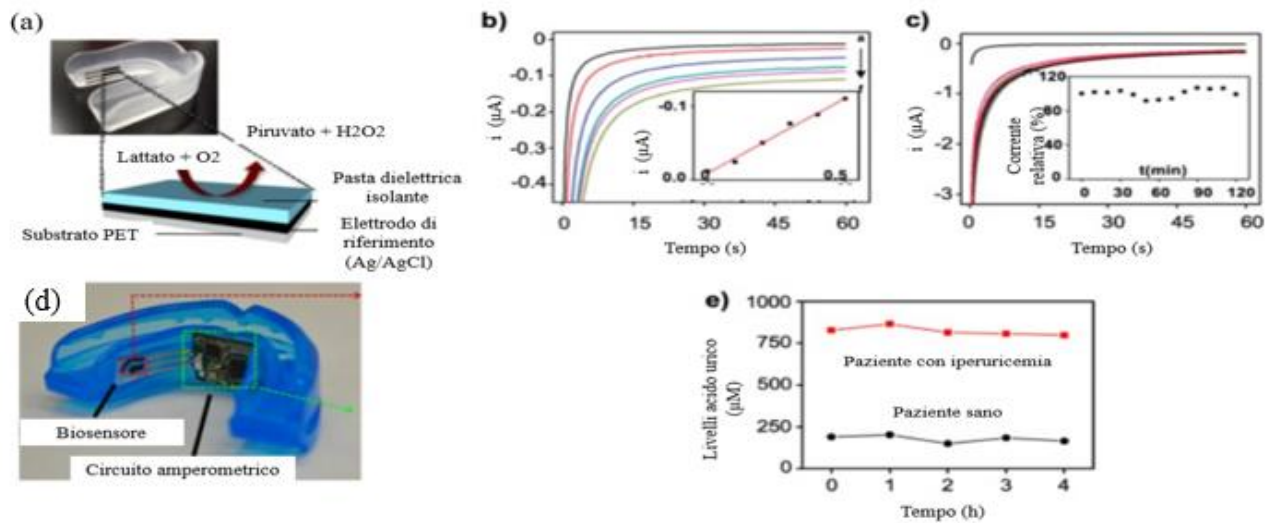 (a)
Piruvato + H2O2
Lattato + O2
Pasta dielettrica
isolante
Substrato PET
Elettrodo di
riferimento
(Ag/AgCl)
b)
0
-0.1
-0.2
-0.3
-0.4
i (µA)
a
-0.1
0.0
i (µA)
0
0.5
0
15
30
45
60
Tempo (s)
c)
0
-1
-2
-3
i (µA)
120
80
40
0
Corrente
relativa (%)
t(min)
0
30
60
90
120
0
15
30
45
60
Tempo (s)
(d)
Biosensore
Circuito amperometrico
e)
1000
750
500
250
0
Livelli acido urico
(µM)
Paziente con iperuricemia
Paziente sano
0
1
2
3
4
Tempo (h)